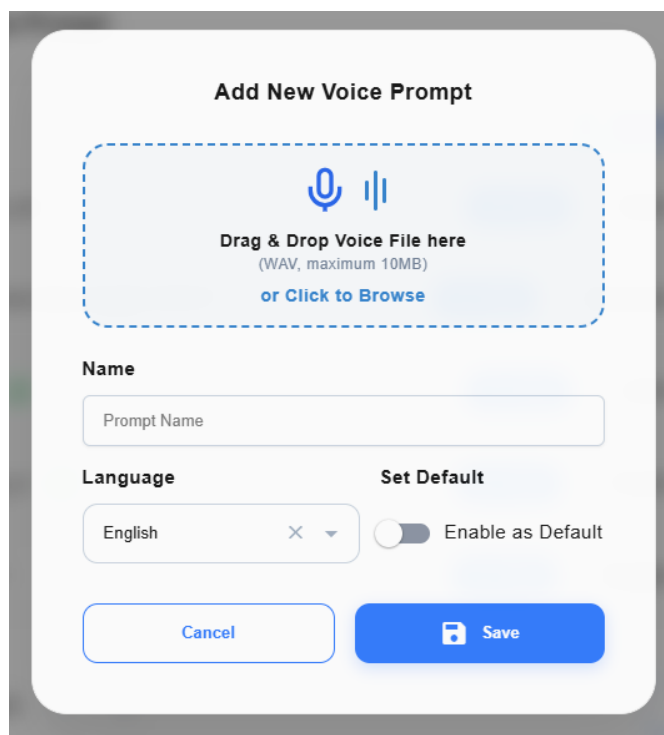 Add New Voice Prompt
Drag & Drop Voice File here
(WAV, maximum 10MB)
or Click to Browse
Name
Prompt Name
Language
Set Default
English
Enable as Default
Cancel
Save